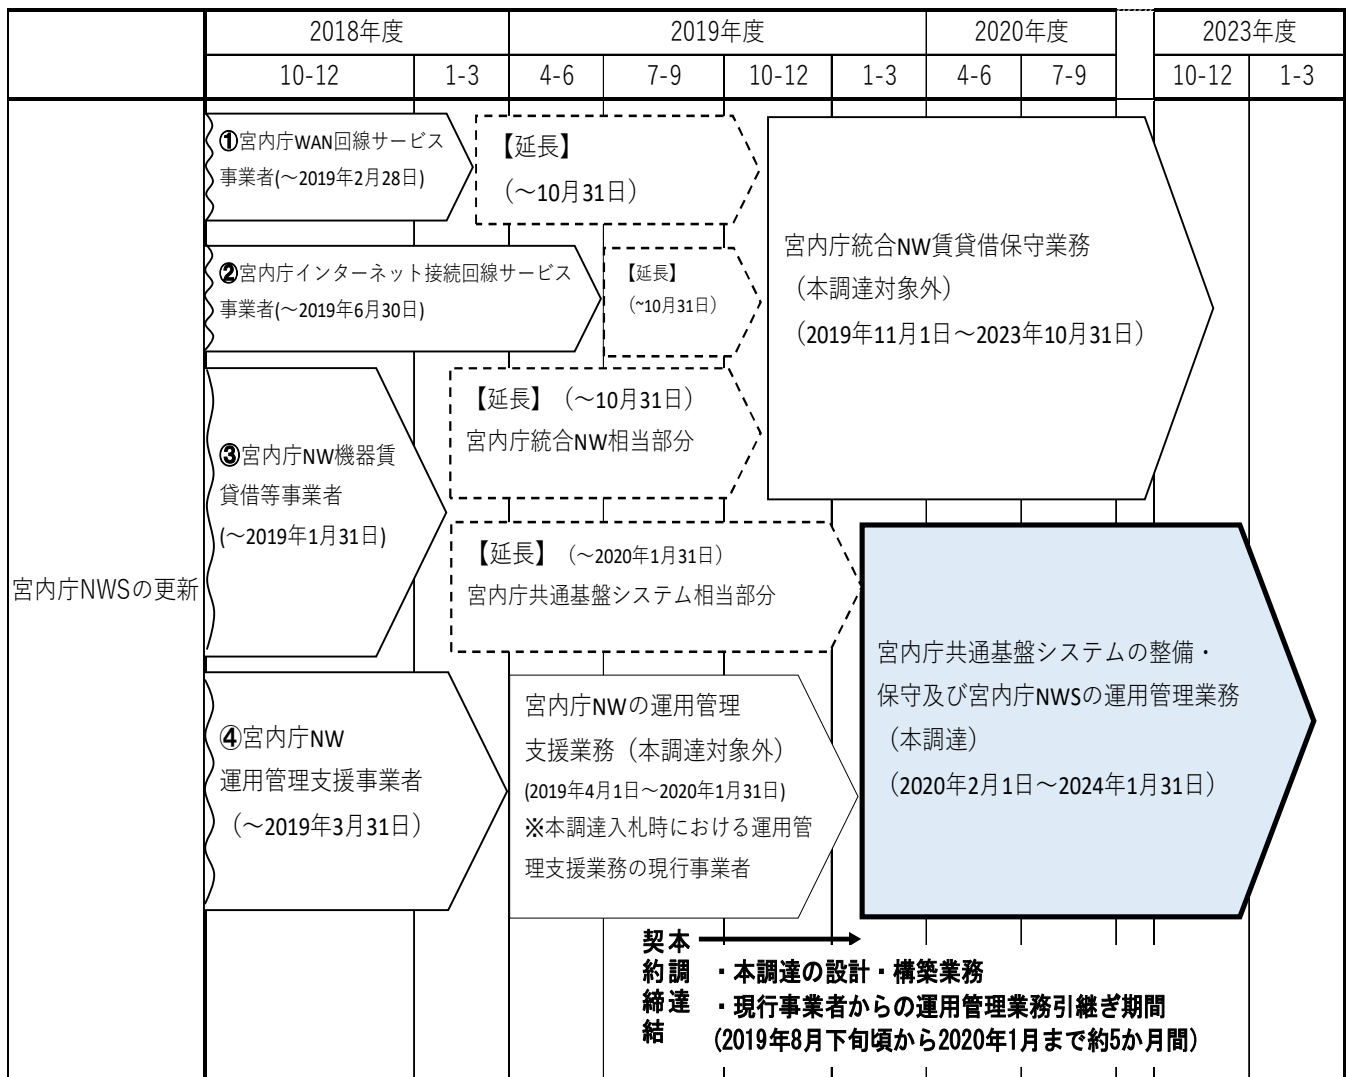 2018年度
2019年度
2020年度
2023年度
10-12
1-3
4-6
7-9
10-12
1-3
4-6
7-9
10-12
1-3
宮内庁NWSの更新
①宮内庁WAN回線サービス
事業者(～2019年2月28日)
【延長】
（～10月31日）
②宮内庁インターネット接続回線サービス
事業者(～2019年6月30日)
【延長】
(~10月31日)
宮内庁統合NW賃貸借保守業務
（本調達対象外）
（2019年11月1日～2023年10月31日）
③宮内庁NW機器賃
貸借等事業者
(～2019年1月31日)
【延長】（～10月31日）
宮内庁統合NW相当部分
【延長】（～2020年1月31日）
宮内庁共通基盤システム相当部分
④宮内庁NW
運用管理支援事業者
（～2019年3月31日）
宮内庁NWの運用管理
支援業務（本調達対象外）
(2019年4月1日～2020年1月31日)
※本調達入札時における運用管
理支援業務の現行事業者
宮内庁共通基盤システムの整備・
保守及び宮内庁NWSの運用管理業務
（本調達）
（2020年2月1日～2024年1月31日）
本調達
契約締結
・本調達の設計・構築業務
・現行事業者からの運用管理業務引継ぎ期間
(2019年8月下旬頃から2020年1月まで約5か月間)